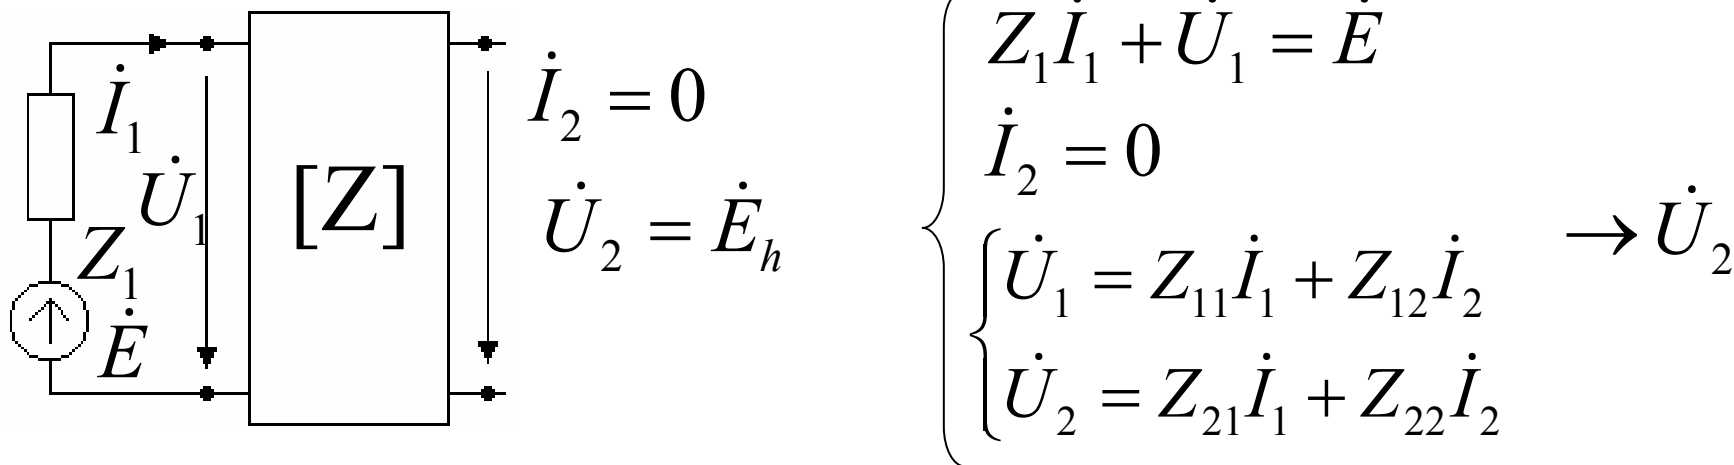 İ₁
U̇₁
Z₁
Ė
[Z]
İ₂ = 0
U̇₂ = Ėₕ
Z₁İ₁ + U̇₁ = Ė
İ₂ = 0
U̇₁ = Z₁₁İ₁ + Z₁₂İ₂
U̇₂ = Z₂₁İ₁ + Z₂₂İ₂
→ U̇₂